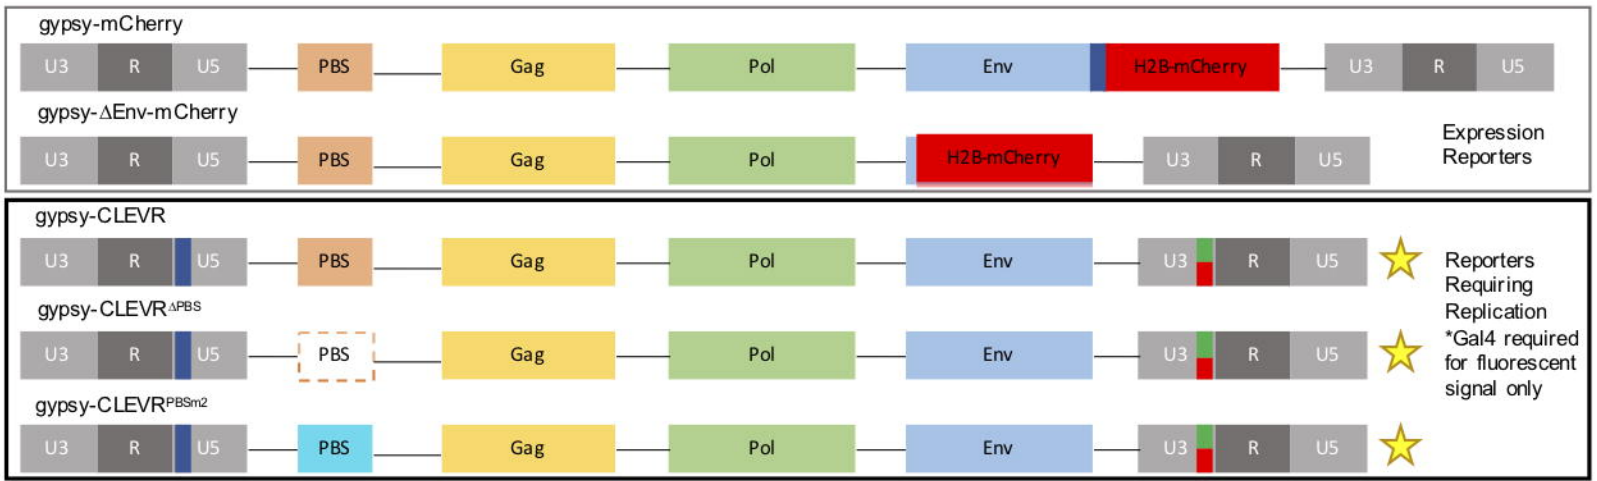 gypsy-mCherry
U3 R U5 PBS Gag Pol Env H2B-mCherry U3 R U5
gypsy-ΔEnv-mCherry
U3 R U5 PBS Gag Pol H2B-mCherry U3 R U5
Expression
Reporters
gypsy-CLEVR
U3 R U5 PBS Gag Pol Env U3 R U5
gypsy-CLEVRΔPBS
U3 R U5 PBS Gag Pol Env U3 R U5
gypsy-CLEVRPBSm2
U3 R U5 PBS Gag Pol Env U3 R U5
Reporters
Requiring
Replication
*Gal4 required
for fluorescent
signal only